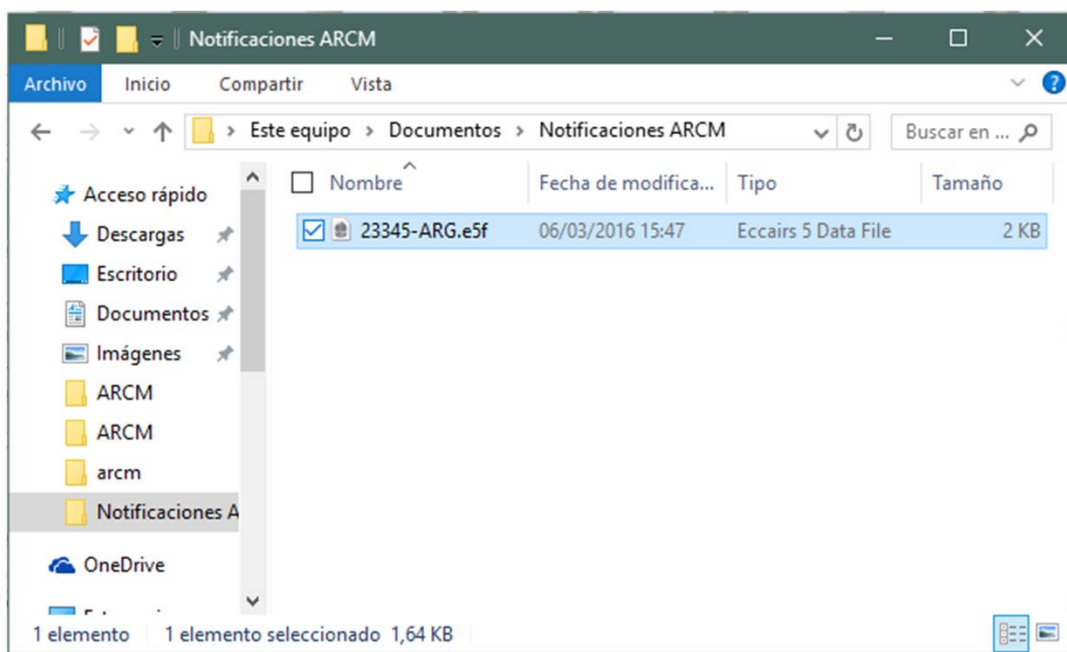 Notificaciones ARCM
Archivo Inicio Compartir Vista
Este equipo > Documentos > Notificaciones ARCM Buscar en ...
Nombre Fecha de modifica... Tipo Tamaño
23345-ARG.e5f 06/03/2016 15:47 Eccairs 5 Data File 2 KB
Acceso rápido
Descargas
Escritorio
Documentos
Imágenes
ARCM
ARCM
arcm
Notificaciones A
OneDrive
1 elemento 1 elemento seleccionado 1,64 KB